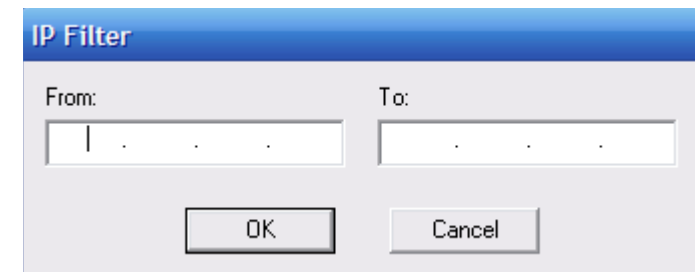 IP Filter
From: To:
. . . . . .
OK Cancel